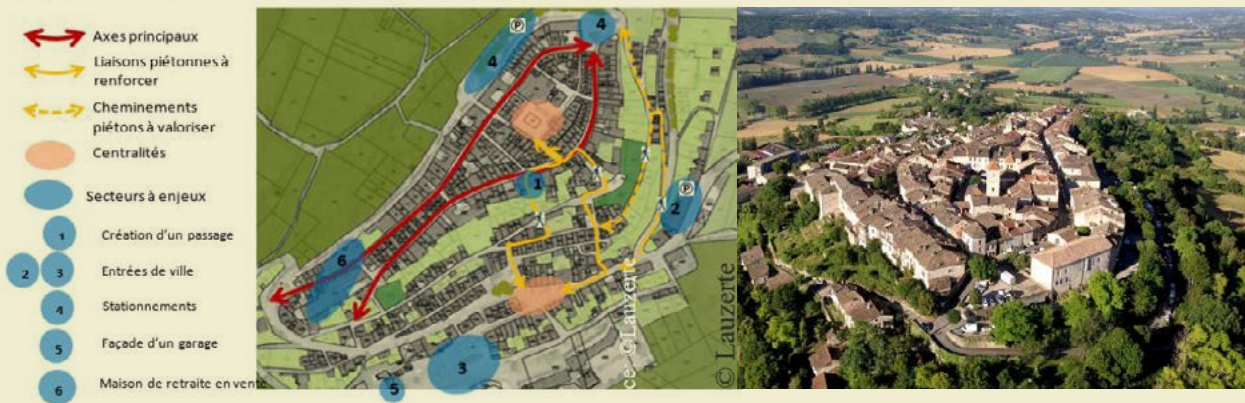 Axes principaux
Liaisons piétonnes à
renforcer
Cheminements
piétons à valoriser
Centralités
Secteurs à enjeux
1 Création d'un passage
2 3 Entrées de ville
4 Stationnements
5 Façade d'un garage
6 Maison de retraite en vente
P
4
4
1
P
2
6
3
5
ce ©Lauzerte
© Lauzerte